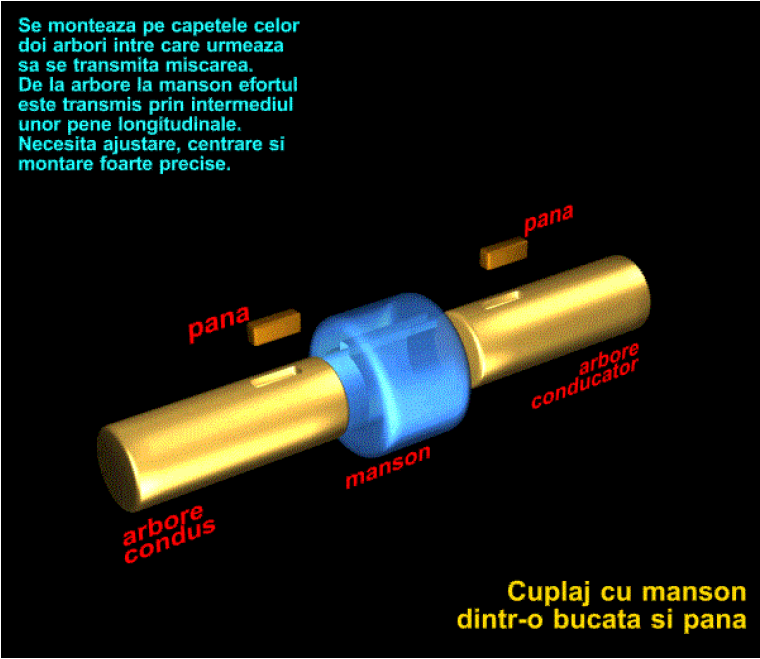 Se monteaza pe capetele celor
doi arbori intre care urmeaza
sa se transmita miscarea.
De la arbore la manson efortul
este transmis prin intermediul
unor pene longitudinale.
Necesita ajustare, centrare si
montare foarte precise.
pana
pana
arbore
conducator
manson
arbore
condus
Cuplaj cu manson
dintr-o bucata si pana